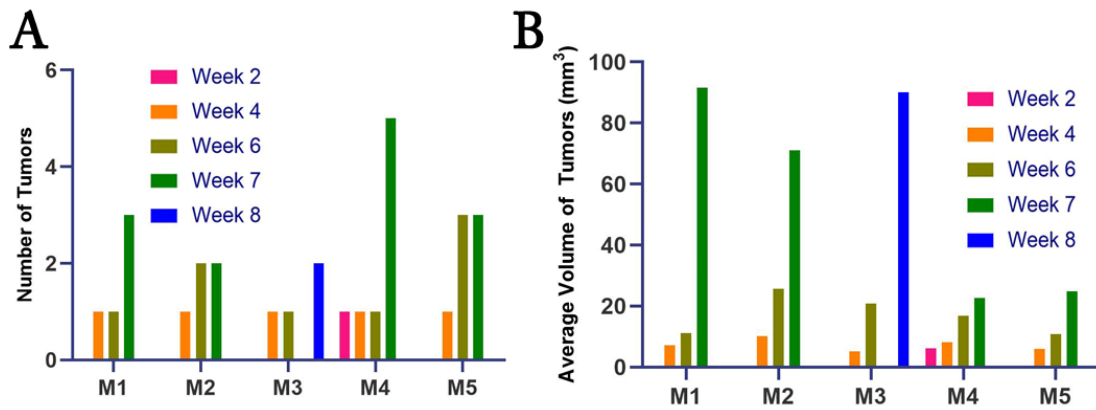 A
Number of Tumors
6
4
2
0
Week 2
Week 4
Week 6
Week 7
Week 8
M1 M2 M3 M4 M5
B
Average Volume of Tumors (mm³)
100
80
60
40
20
0
Week 2
Week 4
Week 6
Week 7
Week 8
M1 M2 M3 M4 M5